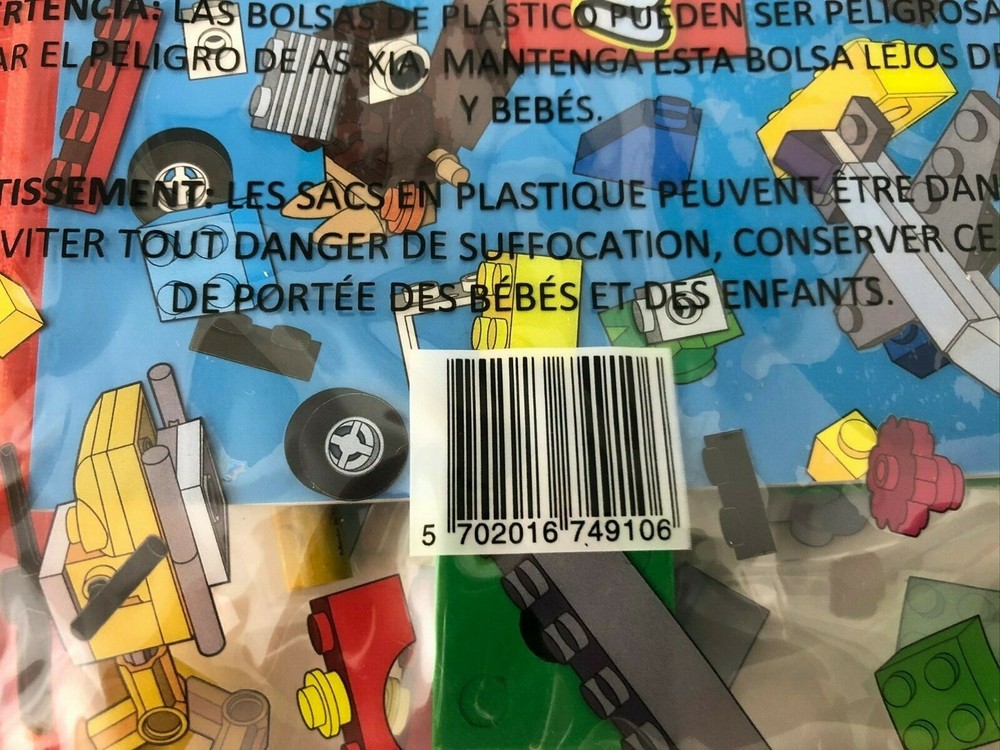 RTENCIA: LAS BOLSAS DE PLÁSTICO PUEDEN SER PELIGROSA
AR EL PELIGRO DE AS XIA MANTENGA ESTA BOLSA LEJOS DE
Y BEBÉS.
TISSEMENT: LES SACS EN PLASTIQUE PEUVENT ÊTRE DAN
VITER TOUT DANGER DE SUFFOCATION, CONSERVER CE
DE PORTÉE DES BÉBÉS ET DES ENFANTS.
5 702016 749106